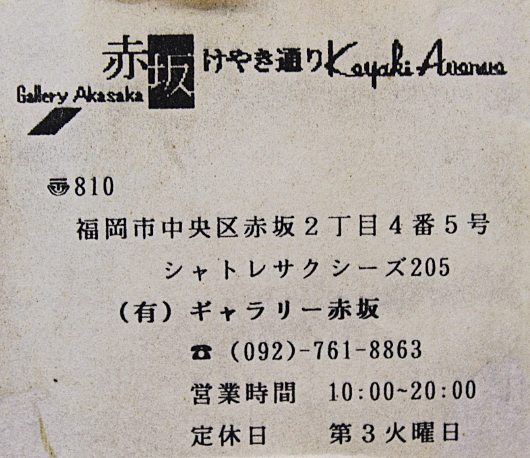 赤坂 けやき通り Keyaki Avenue
Gallery Akasaka
〠810
福岡市中央区赤坂2丁目4番5号
シャトレサクシーズ205
(有)ギャラリー赤坂
☎ (092)-761-8863
営業時間 10:00~20:00
定休日 第3火曜日